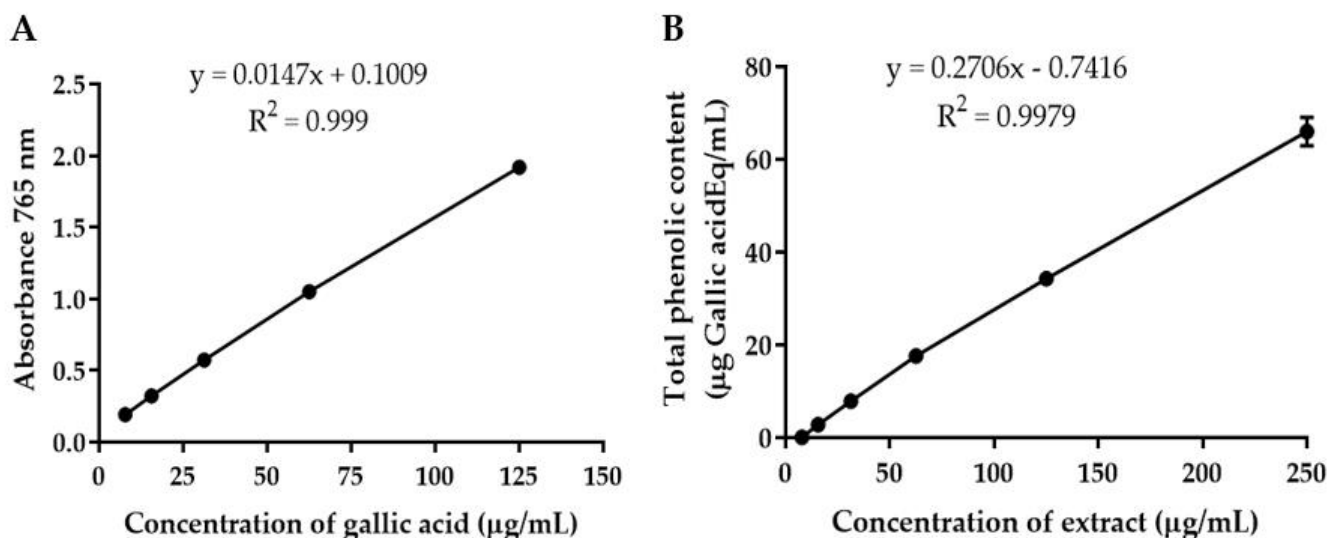 A
y = 0.0147x + 0.1009
R² = 0.999
2.5
2.0
1.5
1.0
0.5
0.0
Absorbance 765 nm
0 25 50 75 100 125 150
Concentration of gallic acid (µg/mL)
B
y = 0.2706x - 0.7416
R² = 0.9979
80
60
40
20
0
Total phenolic content
(µg Gallic acidEq/mL)
0 50 100 150 200 250
Concentration of extract (µg/mL)